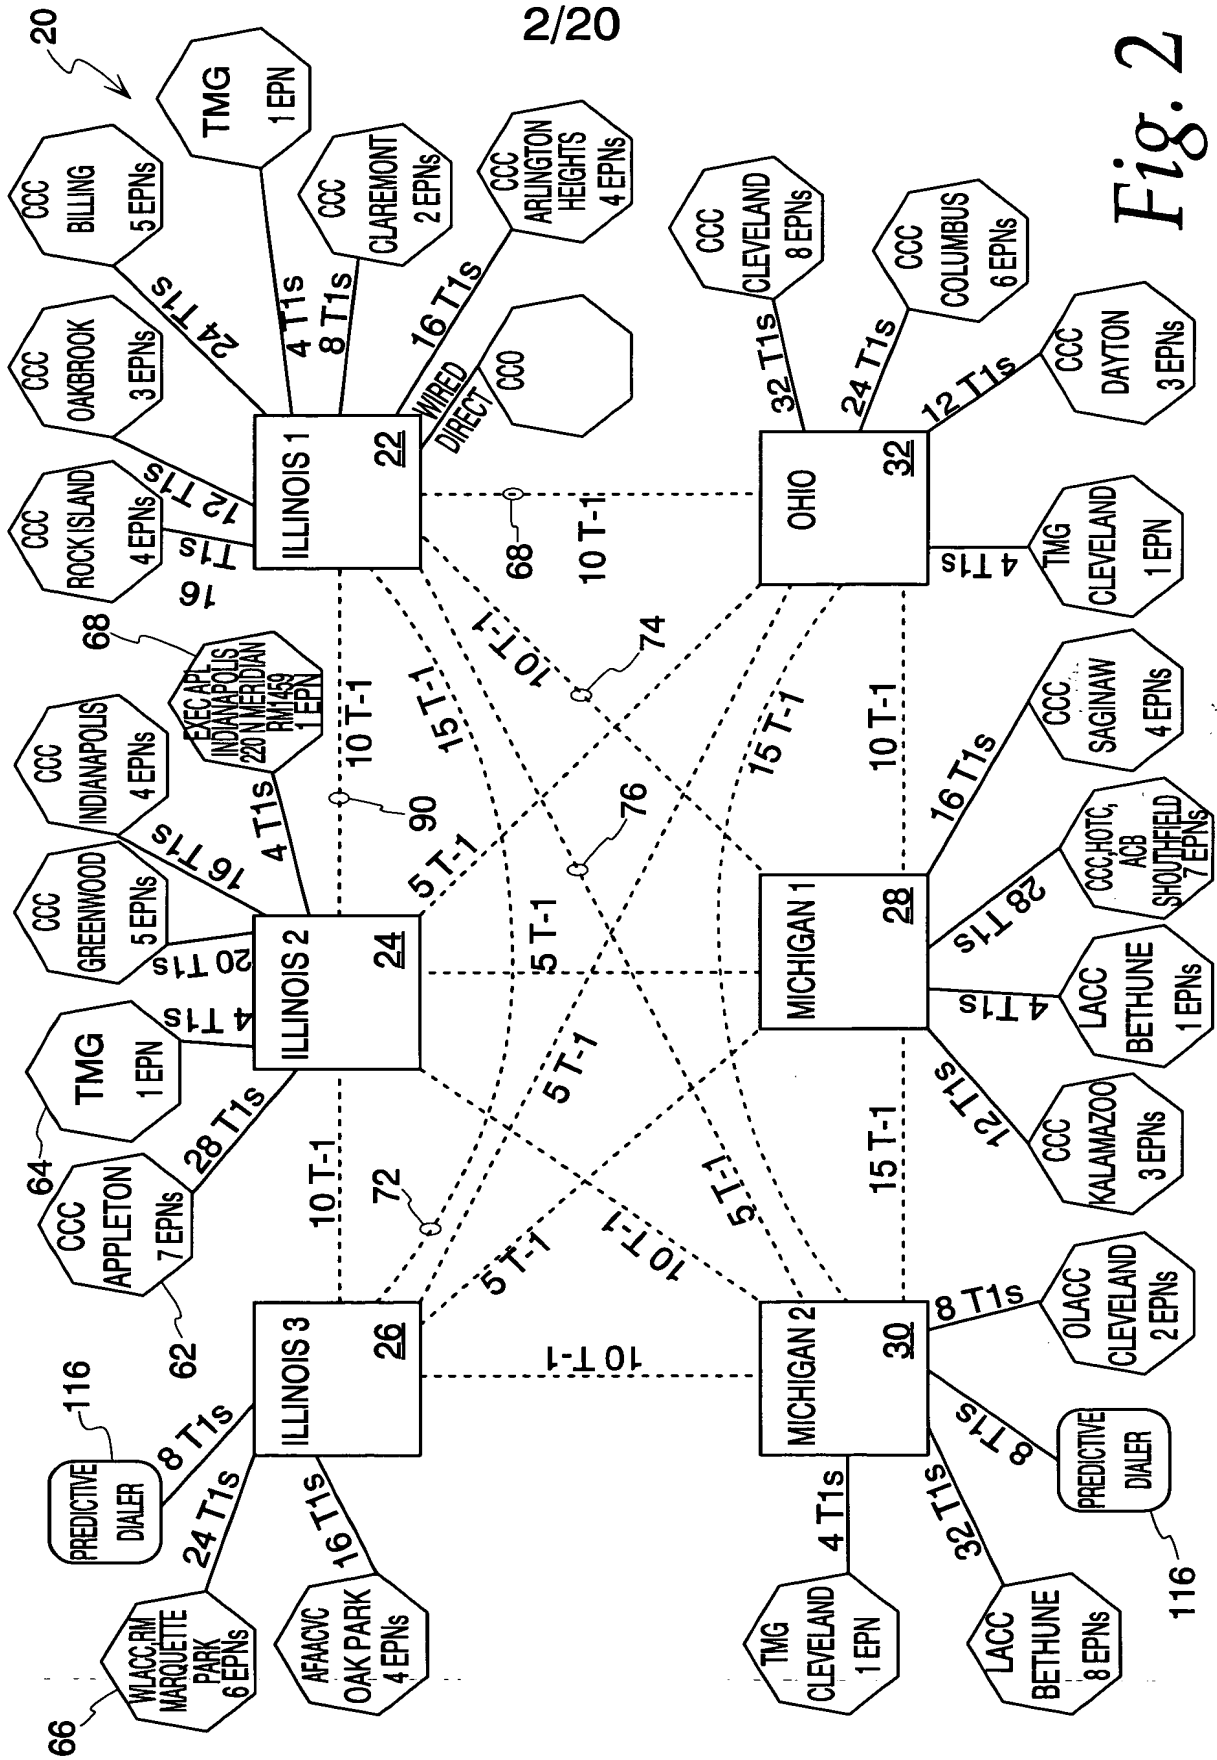 2/20
Fig. 2
20
66
WLACC,RM
MARQUETTE
PARK
6 EPNs
24 T1s
116
PREDICTIVE
DIALER
8 T1s
AFAACVC
OAK PARK
4 EPNs
16 T1s
ILLINOIS 3
26
62
CCC
APPLETON
7 EPNs
28 T1s
64
TMG
1 EPN
4 T1s
CCC
GREENWOOD
5 EPNs
20 T1s
CCC
INDIANAPOLIS
4 EPNs
16 T1s
68
EXEC APL
INDIANAPOLIS
220 N MERIDIAN
RM1459
1 EPN
4 T1s
ILLINOIS 2
24
CCC
ROCK ISLAND
4 EPNs
16
T1s
CCC
OAKBROOK
3 EPNs
12 T1s
CCC
BILLING
5 EPNs
24 T1s
TMG
1 EPN
4 T1s
CCC
CLAREMONT
2 EPNs
8 T1s
CCC
ARLINGTON
HEIGHTS
4 EPNs
16 T1s
WIRED
DIRECT
CCO
ILLINOIS 1
22
10 T-1
10 T-1
90
15 T-1
72
10 T-1
5 T-1
10 T-1
5 T-1
5 T-1
5 T-1
5 T-1
76
10 T-1
74
68
10 T-1
15 T-1
15 T-1
10 T-1
MICHIGAN 2
30
TMG
CLEVELAND
1 EPN
4 T1s
LACC
BETHUNE
8 EPNs
32 T1s
PREDICTIVE
DIALER
116
8 T1s
OLACC
CLEVELAND
2 EPNs
8 T1s
MICHIGAN 1
28
CCC
KALAMAZOO
3 EPNs
12 T1s
LACC
BETHUNE
1 EPNs
4 T1s
CCC,HOTC,
ACB
SHOUTHFIELD
7 EPNs
28 T1s
CCC
SAGINAW
4 EPNs
16 T1s
OHIO
32
TMG
CLEVELAND
1 EPN
4 T1s
CCC
DAYTON
3 EPNs
12 T1s
CCC
COLUMBUS
6 EPNs
24 T1s
CCC
CLEVELAND
8 EPNs
32 T1s